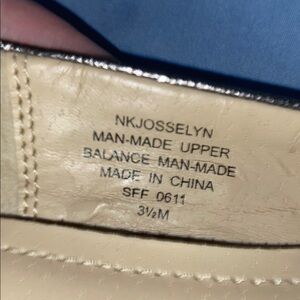 NKJOSSELYN
MAN-MADE UPPER
BALANCE MAN-MADE
MADE IN CHINA
SFF 0611
3½M